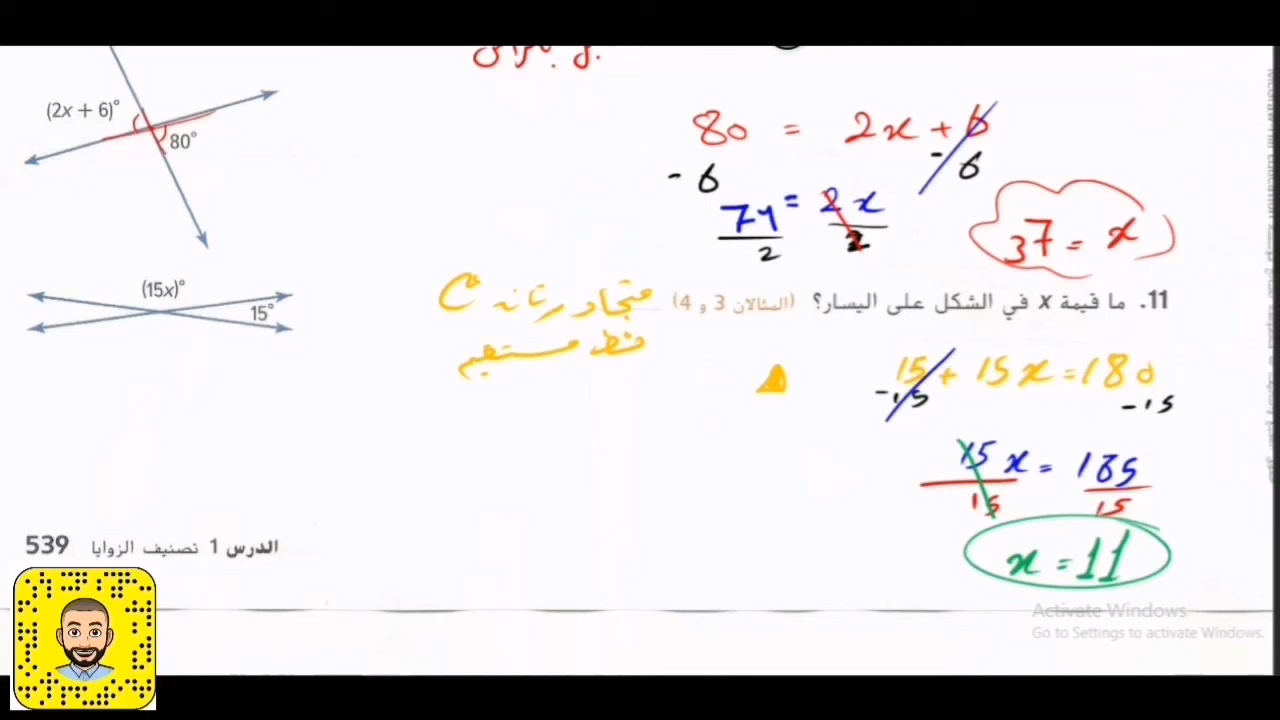 (2x + 6)°
80°
80 = 2x + 6
- 6 - 6
74 = 2x
2 2
37 = x
11. ما قيمة x في الشكل على اليسار؟ (المثالان 3 و 4)
(15x)°
15°
متجاورتان
خط مستقيم
15 + 15x = 180
-15 -15
15x = 165
15 15
x = 11
الدرس 1 تصنيف الزوايا 539
Activate Windows
Go to Settings to activate Windows.